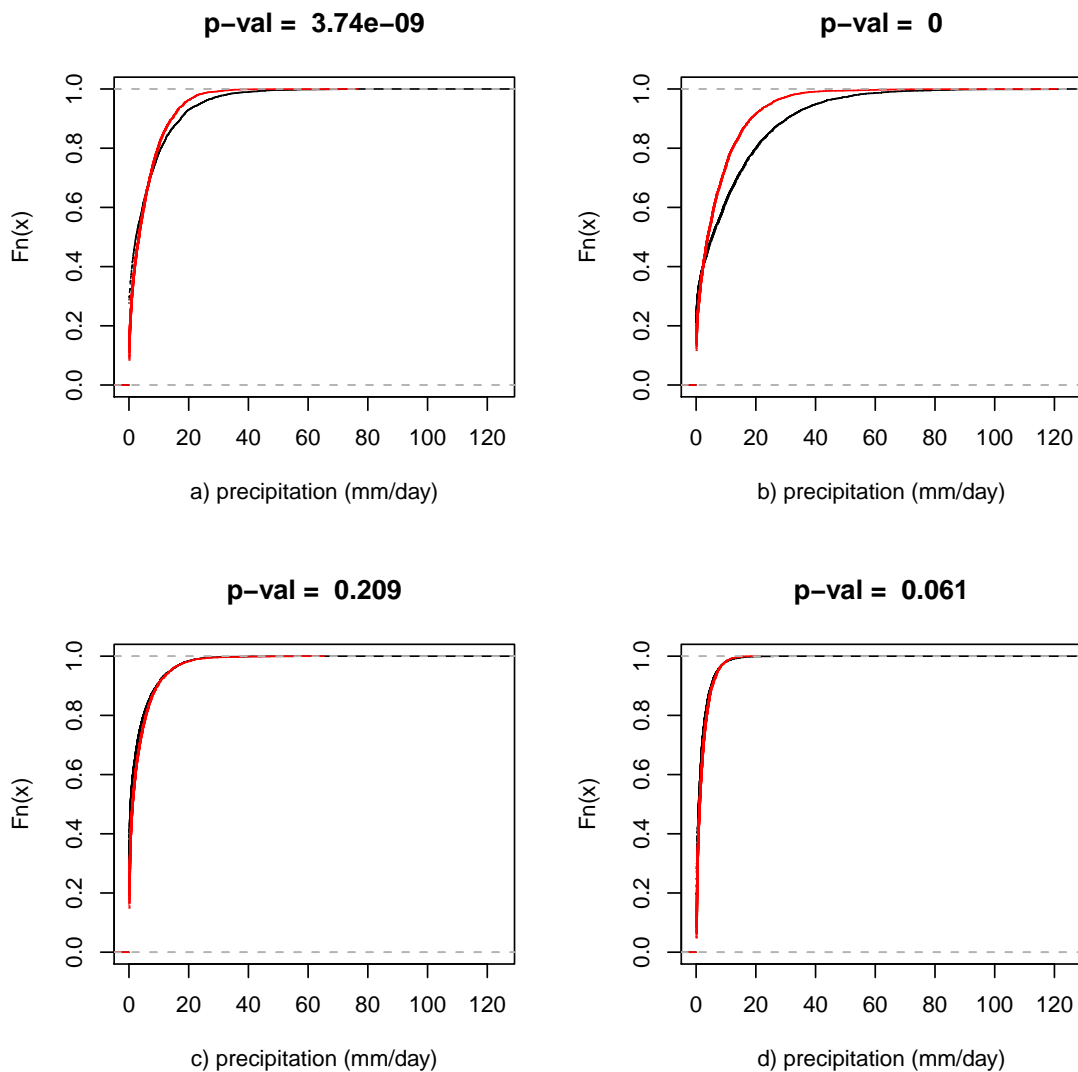 p−val = 3.74e−09
Fn(x)
1.0
0.8
0.6
0.4
0.2
0.0
0 20 40 60 80 100 120
a) precipitation (mm/day)
p−val = 0
Fn(x)
1.0
0.8
0.6
0.4
0.2
0.0
0 20 40 60 80 100 120
b) precipitation (mm/day)
p−val = 0.209
Fn(x)
1.0
0.8
0.6
0.4
0.2
0.0
0 20 40 60 80 100 120
c) precipitation (mm/day)
p−val = 0.061
Fn(x)
1.0
0.8
0.6
0.4
0.2
0.0
0 20 40 60 80 100 120
d) precipitation (mm/day)